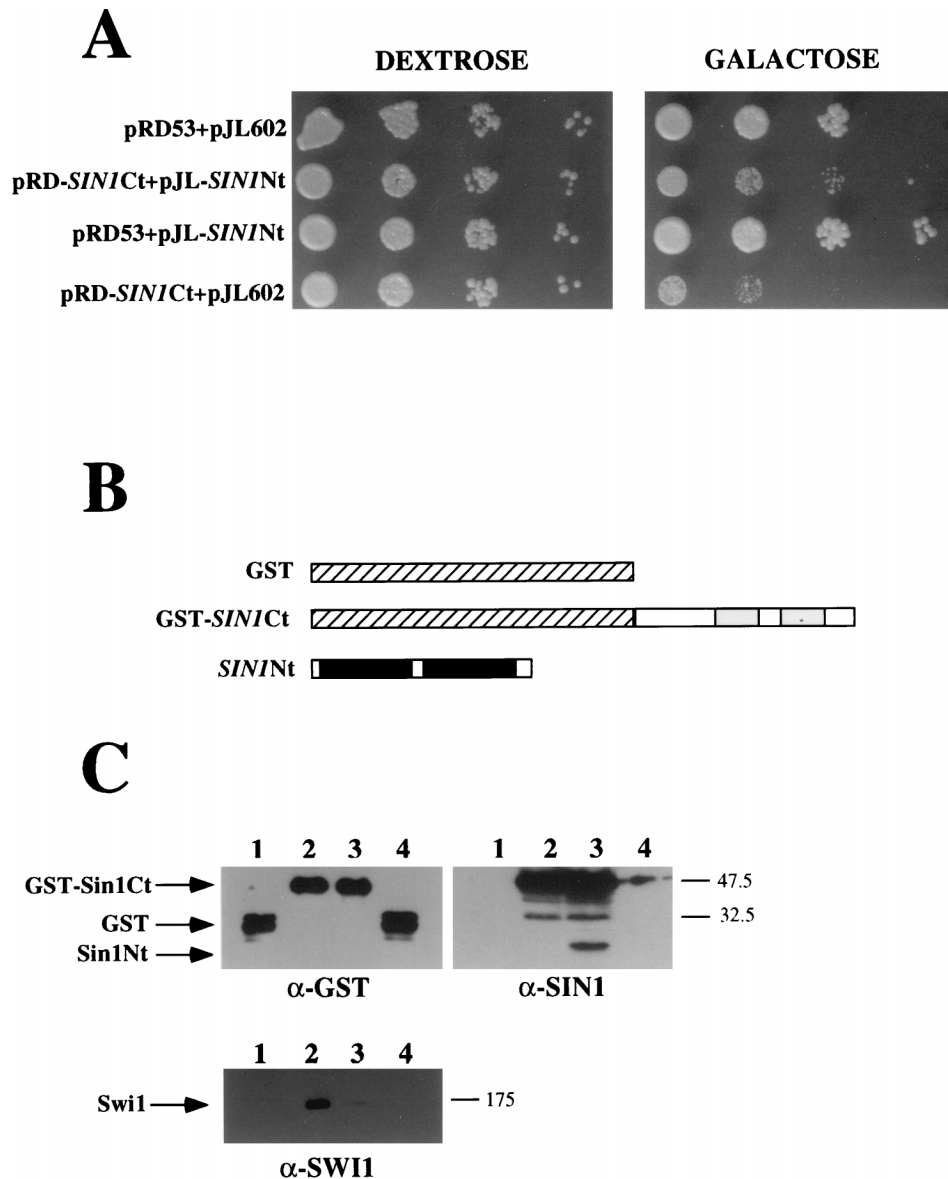 A
DEXTROSE
GALACTOSE
pRD53+pJL602
pRD-SIN1Ct+pJL-SIN1Nt
pRD53+pJL-SIN1Nt
pRD-SIN1Ct+pJL602
B
GST
GST-SIN1Ct
SIN1Nt
C
1 2 3 4
1 2 3 4
GST-Sin1Ct
GST
Sin1Nt
47.5
32.5
α-GST
α-SIN1
1 2 3 4
Swi1
175
α-SWI1